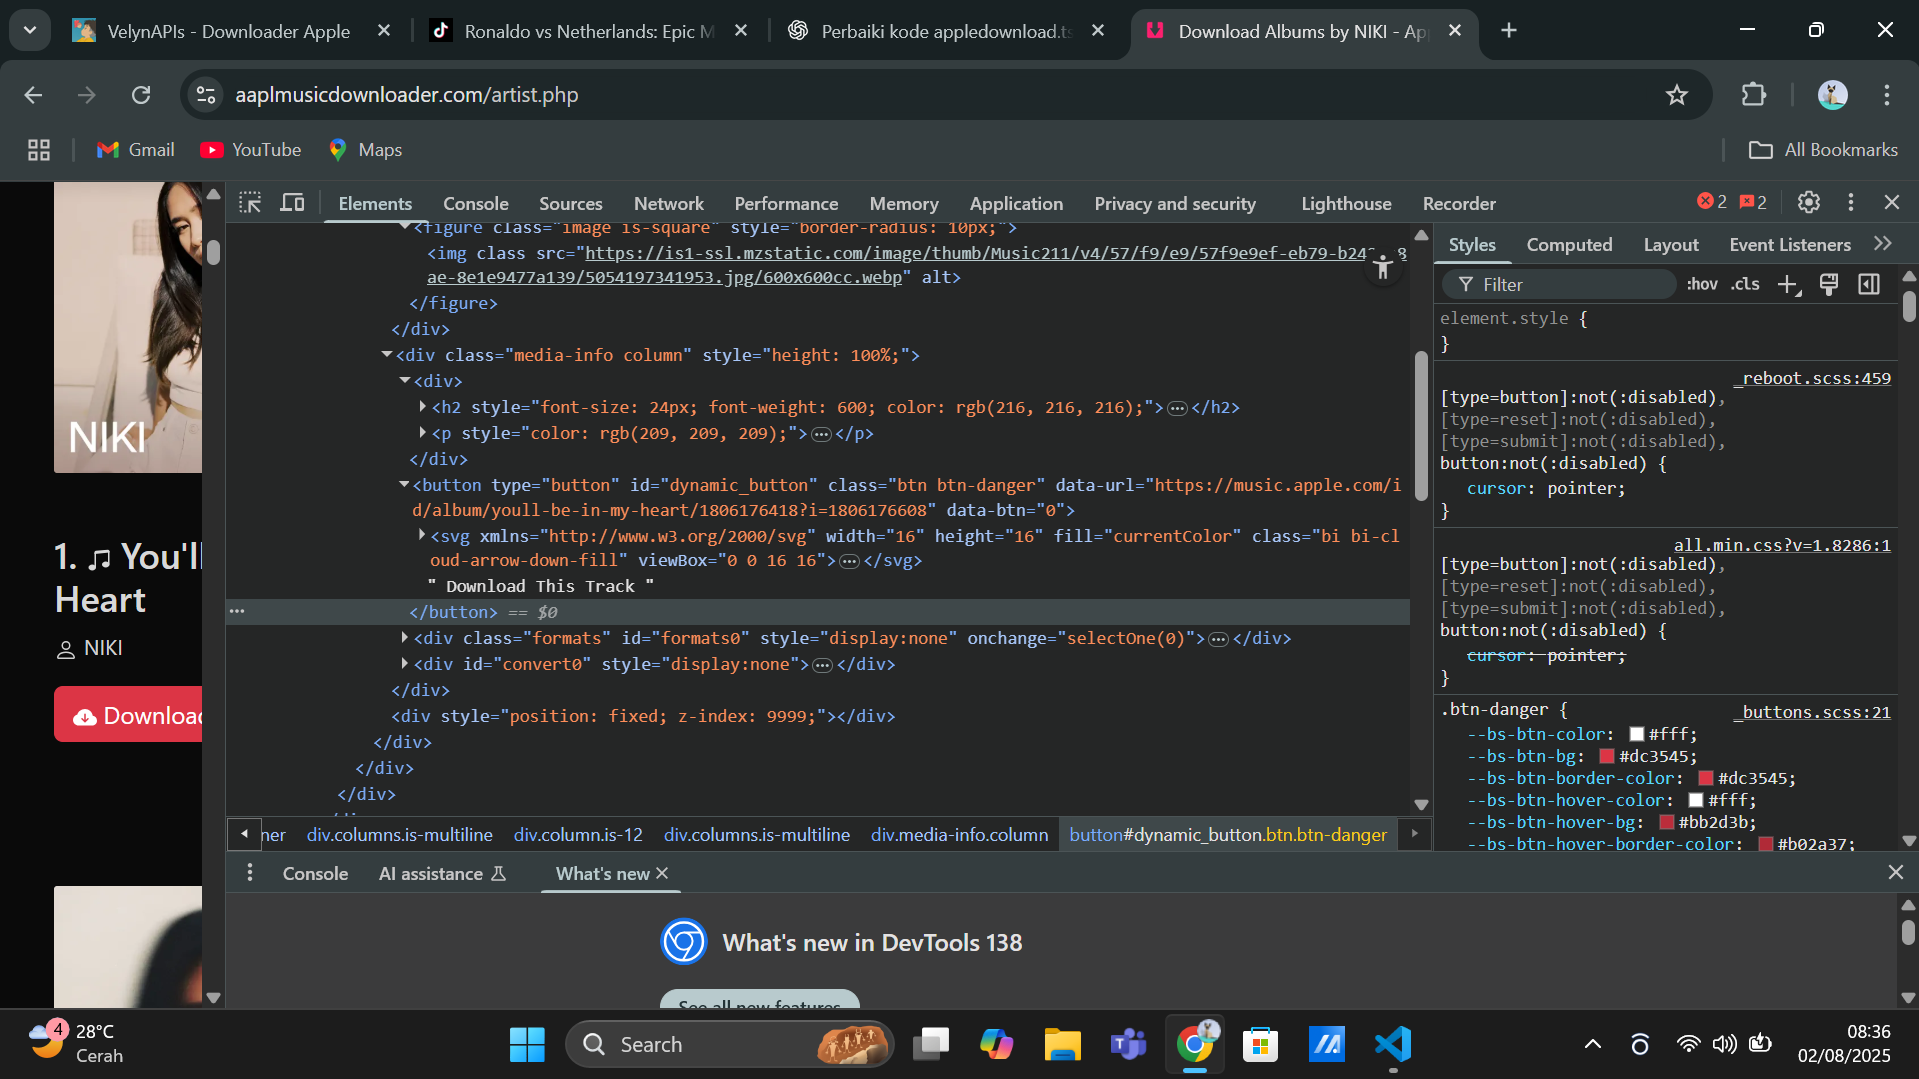 VelynAPIs - Downloader Apple
Ronaldo vs Netherlands: Epic M
Perbaiki kode appledownload.ts
Download Albums by NIKI - Ap
aaplmusicdownloader.com/artist.php
Gmail
YouTube
Maps
All Bookmarks
Elements Console Sources Network Performance Memory Application Privacy and security Lighthouse Recorder
2 2
<figure class="image is-square" style="border-radius: 10px;">
<img class src="https://is1-ssl.mzstatic.com/image/thumb/Music211/v4/57/f9/e9/57f9e9ef-eb79-b24 8
ae-8e1e9477a139/5054197341953.jpg/600x600cc.webp" alt>
</figure>
</div>
<div class="media-info column" style="height: 100%;">
<div>
<h2 style="font-size: 24px; font-weight: 600; color: rgb(216, 216, 216);">…</h2>
<p style="color: rgb(209, 209, 209);">…</p>
</div>
<button type="button" id="dynamic_button" class="btn btn-danger" data-url="https://music.apple.com/i
d/album/youll-be-in-my-heart/1806176418?i=1806176608" data-btn="0">
<svg xmlns="http://www.w3.org/2000/svg" width="16" height="16" fill="currentColor" class="bi bi-cl
oud-arrow-down-fill" viewBox="0 0 16 16">…</svg>
" Download This Track "
</button> == $0
<div class="formats" id="formats0" style="display:none" onchange="selectOne(0)">…</div>
<div id="convert0" style="display:none">…</div>
</div>
<div style="position: fixed; z-index: 9999;"></div>
</div>
</div>
</div>
NIKI
1. ♫ You'll
Heart
NIKI
Download
Styles Computed Layout Event Listeners
Filter
:hov .cls
element.style {
}
_reboot.scss:459
[type=button]:not(:disabled),
[type=reset]:not(:disabled),
[type=submit]:not(:disabled),
button:not(:disabled) {
cursor: pointer;
}
all.min.css?v=1.8286:1
[type=button]:not(:disabled),
[type=reset]:not(:disabled),
[type=submit]:not(:disabled),
button:not(:disabled) {
cursor: pointer;
}
.btn-danger {
_buttons.scss:21
--bs-btn-color: #fff;
--bs-btn-bg: #dc3545;
--bs-btn-border-color: #dc3545;
--bs-btn-hover-color: #fff;
--bs-btn-hover-bg: #bb2d3b;
--bs-btn-hover-border-color: #b02a37;
ner div.columns.is-multiline div.column.is-12 div.columns.is-multiline div.media-info.column button#dynamic_button.btn.btn-danger
Console AI assistance What's new
What's new in DevTools 138
See all new features
4
28°C
Cerah
Search
08:36
02/08/2025